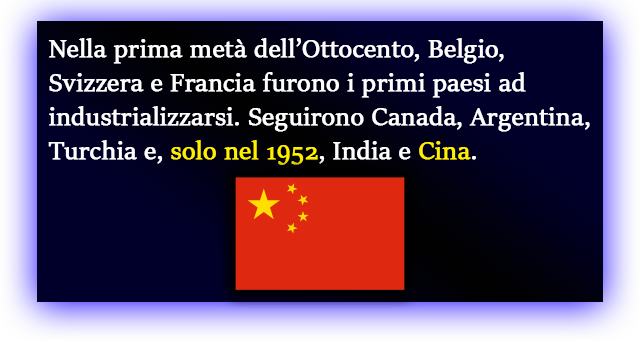 Nella prima metà dell’Ottocento, Belgio,
Svizzera e Francia furono i primi paesi ad
industrializzarsi. Seguirono Canada, Argentina,
Turchia e, solo nel 1952, India e Cina.